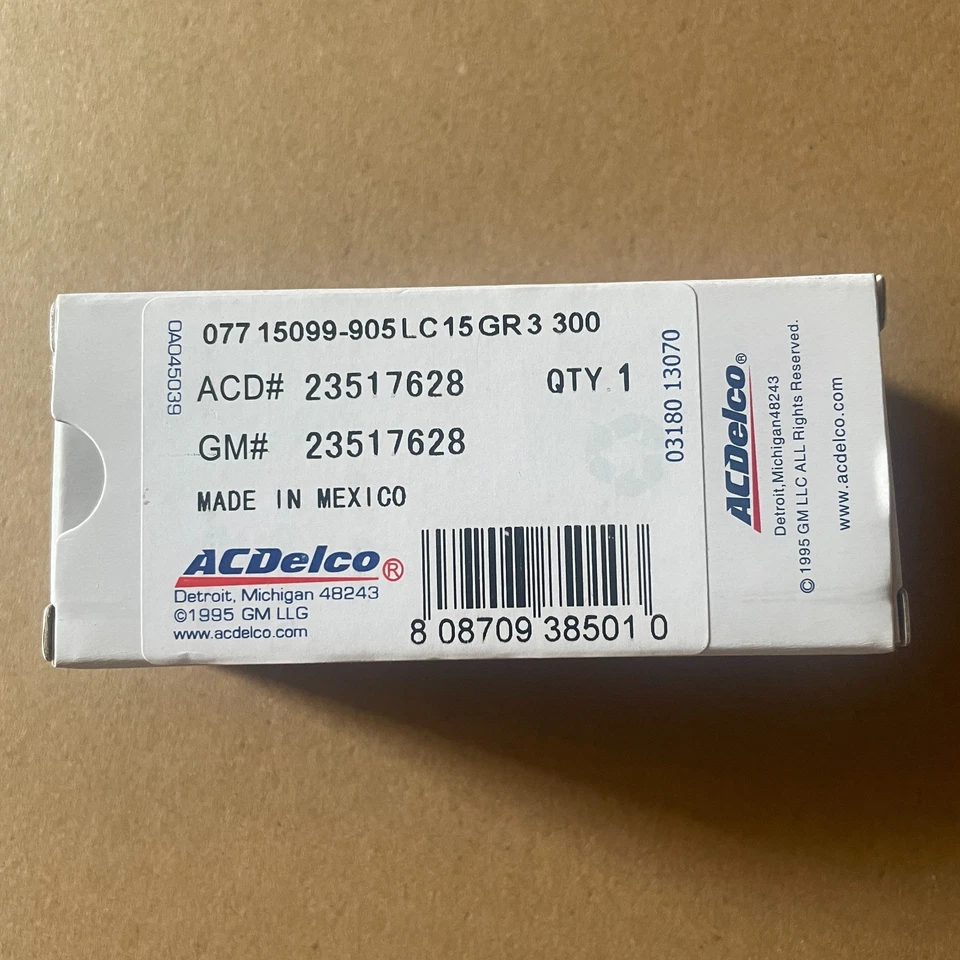 077 15099-905 LC 15 GR 3 300
0A045039
ACD# 23517628 QTY.1
GM# 23517628
03180 13070
MADE IN MEXICO
ACDelco®
Detroit, Michigan 48243
©1995 GM LLG
www.acdelco.com
8 08709 38501 0
ACDelco®
Detroit,Michigan48243
© 1995 GM LLC ALL Rights Reserved.
www.acdelco.com